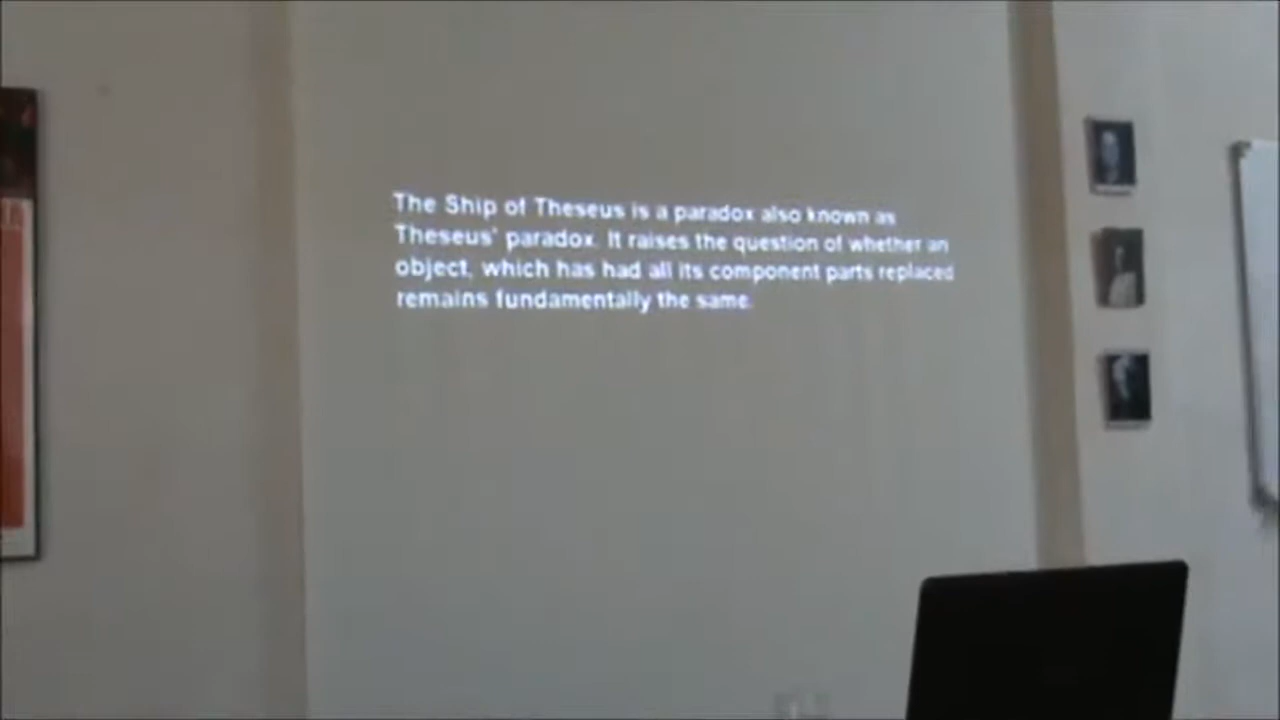 The Ship of Theseus is a paradox also known as
Theseus' paradox. It raises the question of whether an
object, which has had all its component parts replaced
remains fundamentally the same.